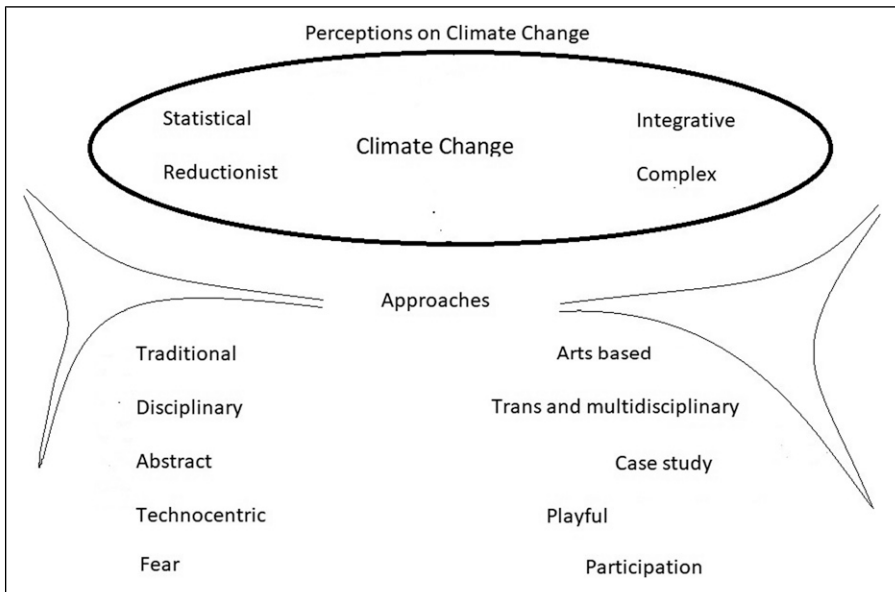 Perceptions on Climate Change
Statistical
Climate Change
Integrative
Reductionist
Complex
Approaches
Traditional
Arts based
Disciplinary
Trans and multidisciplinary
Abstract
Case study
Technocentric
Playful
Fear
Participation